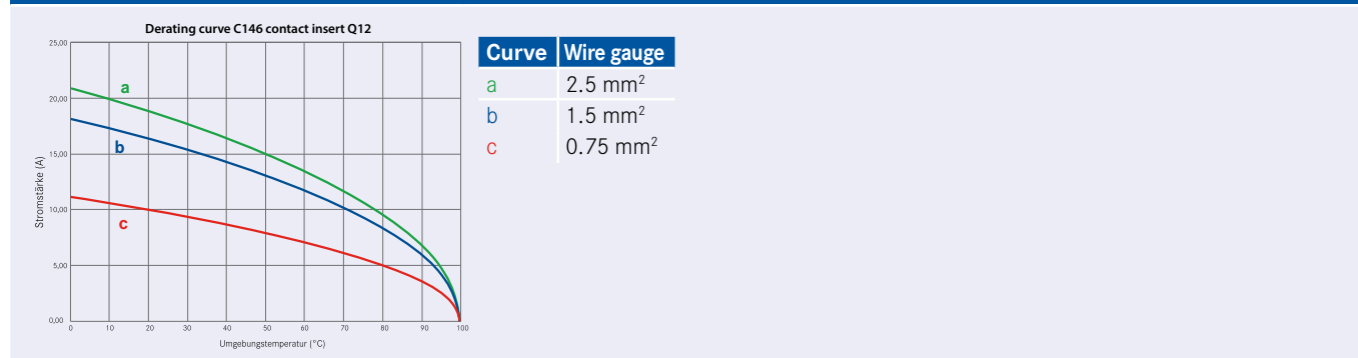 Derating curve C146 contact insert Q12
25,00
20,00
15,00
10,00
5,00
0,00
Stromstärke (A)
a
b
c
0 10 20 30 40 50 60 70 80 90 100
Umgebungstemperatur (°C)
Curve Wire gauge
a 2.5 mm²
b 1.5 mm²
c 0.75 mm²